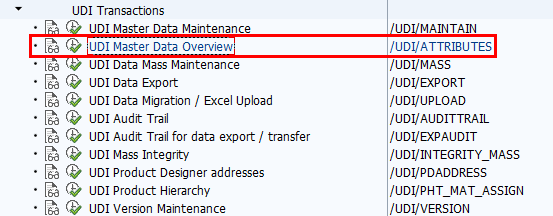 UDI Transactions
UDI Master Data Maintenance /UDI/MAINTAIN
UDI Master Data Overview /UDI/ATTRIBUTES
UDI Data Mass Maintenance /UDI/MASS
UDI Data Export /UDI/EXPORT
UDI Data Migration / Excel Upload /UDI/UPLOAD
UDI Audit Trail /UDI/AUDITTRAIL
UDI Audit Trail for data export / transfer /UDI/EXPAUDIT
UDI Mass Integrity /UDI/INTEGRITY_MASS
UDI Product Designer addresses /UDI/PDADDRESS
UDI Product Hierarchy /UDI/PHT_MAT_ASSIGN
UDI Version Maintenance /UDI/VERSION